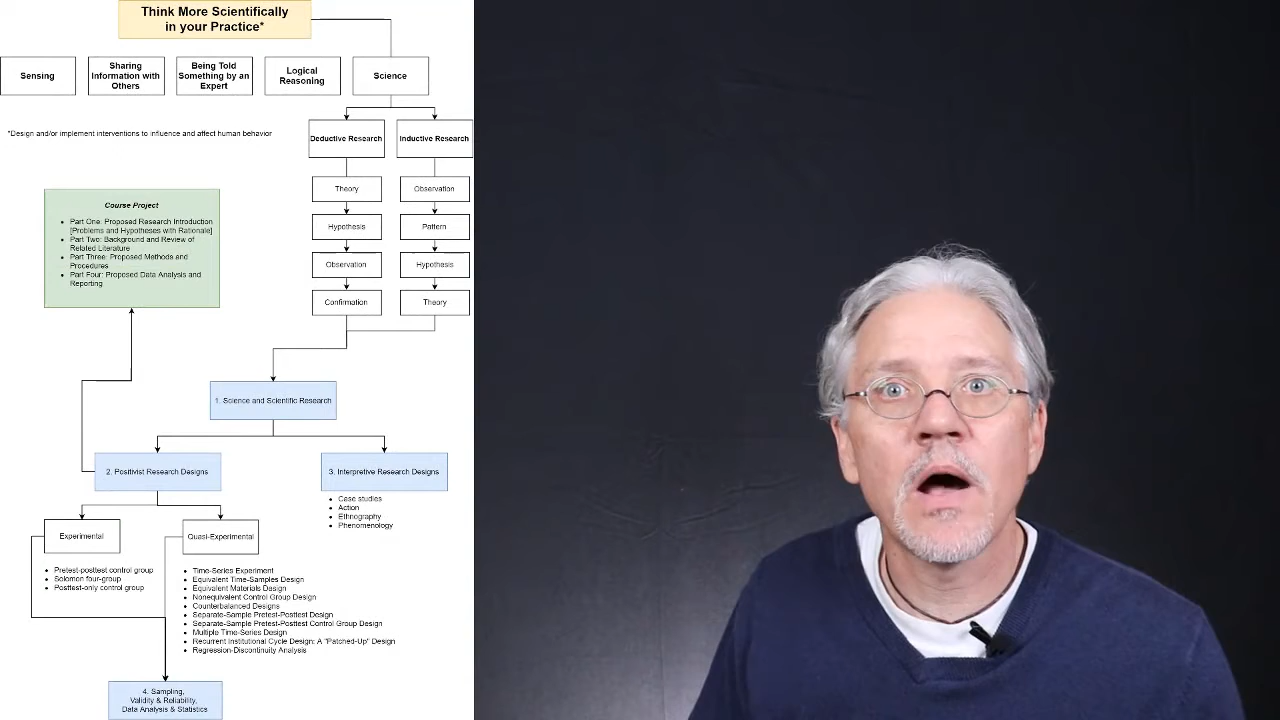 Think More Scientifically
in your Practice*
Sensing
Sharing
Information with
Others
Being Told
Something by an
Expert
Logical
Reasoning
Science
*Design and/or implement interventions to influence and affect human behavior
Deductive Research
Inductive Research
Theory
Observation
Hypothesis
Pattern
Observation
Hypothesis
Confirmation
Theory
Course Project
• Part One: Proposed Research Introduction
[Problems and Hypotheses with Rationale]
• Part Two: Background and Review of
Related Literature
• Part Three: Proposed Methods and
Procedures
• Part Four: Proposed Data Analysis and
Reporting
1. Science and Scientific Research
2. Positivist Research Designs
3. Interpretive Research Designs
• Case studies
• Action
• Ethnography
• Phenomenology
Experimental
Quasi-Experimental
• Pretest-posttest control group
• Solomon four-group
• Posttest-only control group
• Time-Series Experiment
• Equivalent Time-Samples Design
• Equivalent Materials Design
• Nonequivalent Control Group Design
• Counterbalanced Designs
• Separate-Sample Pretest-Posttest Design
• Separate-Sample Pretest-Posttest Control Group Design
• Multiple Time-Series Design
• Recurrent Institutional Cycle Design: A "Patched-Up" Design
• Regression-Discontinuity Analysis
4. Sampling,
Validity & Reliability,
Data Analysis & Statistics